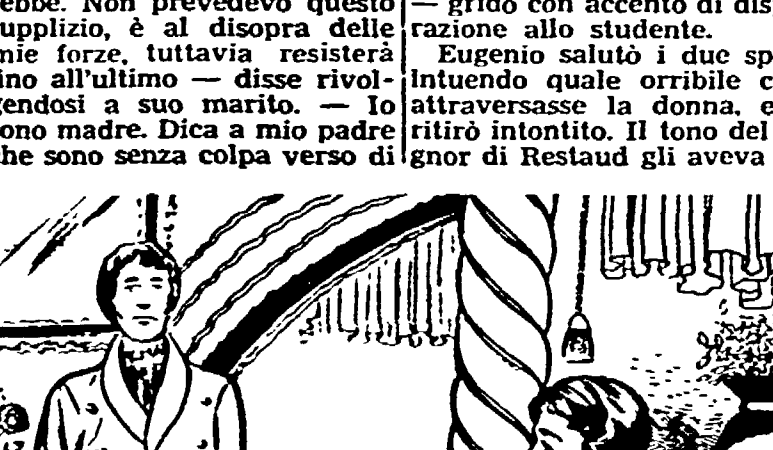 ebbe. Non prevedevo questo
upplizio, è al disopra delle
mie forze, tuttavia resisterà
ino all'ultimo — disse rivol-
gendosi a suo marito. — Io
ono madre. Dica a mio padre
he sono senza colpa verso di
— gridò con accento di dis
razione allo studente.
Eugenio salutò i due sp
Intuendo quale orribile c
attraversasse la donna, e
ritirò intontito. Il tono del
gnor di Restaud gli aveva